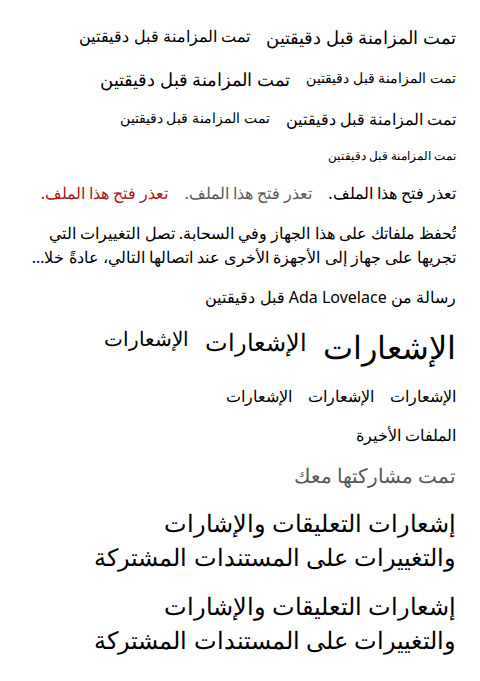 تمت المزامنة قبل دقيقتين تمت المزامنة قبل دقيقتين
تمت المزامنة قبل دقيقتين تمت المزامنة قبل دقيقتين
تمت المزامنة قبل دقيقتين تمت المزامنة قبل دقيقتين
تمت المزامنة قبل دقيقتين
تعذر فتح هذا الملف. تعذر فتح هذا الملف. تعذر فتح هذا الملف.
تُحفظ ملفاتك على هذا الجهاز وفي السحابة. تصل التغييرات التي
تجريها على جهاز إلى الأجهزة الأخرى عند اتصالها التالي، عادةً خلا...
رسالة من Ada Lovelace قبل دقيقتين
الإشعارات الإشعارات الإشعارات
الإشعارات الإشعارات الإشعارات
الملفات الأخيرة
تمت مشاركتها معك
إشعارات التعليقات والإشارات
والتغييرات على المستندات المشتركة
إشعارات التعليقات والإشارات
والتغييرات على المستندات المشتركة